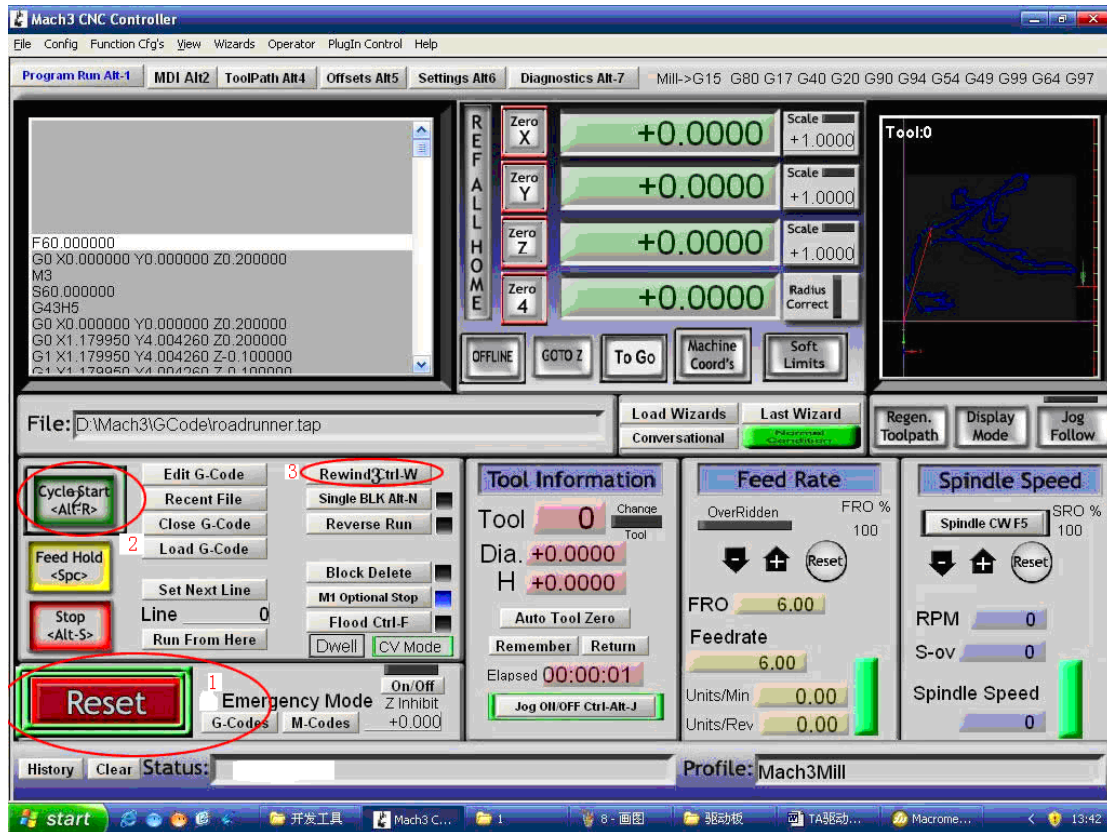 Mach3 CNC Controller
File Config Function Cfg's View Wizards Operator PlugIn Control Help
Program Run Alt-1 MDI Alt2 ToolPath Alt4 Offsets Alt5 Settings Alt6 Diagnostics Alt-7 Mill->G15 G80 G17 G40 G20 G90 G94 G54 G49 G99 G64 G97
F60.000000
G0 X0.000000 Y0.000000 Z0.200000
M3
S60.000000
G43H5
G0 X0.000000 Y0.000000 Z0.200000
G0 X1.179950 Y4.004260 Z0.200000
G1 X1.179950 Y4.004260 Z-0.100000
G1 X1.179950 Y4.004260 Z-0.100000
REF ALL HOME
Zero X +0.0000 Scale +1.0000
Zero Y +0.0000 Scale +1.0000
Zero Z +0.0000 Scale +1.0000
Zero 4 +0.0000 Radius Correct
OFFLINE GOTO Z To Go Machine Coord's Soft Limits
Tool:0
File: D:\Mach3\GCode\roadrunner.tap
Load Wizards Last Wizard
Conversational Normal Condition
Regen. Toolpath Display Mode Jog Follow
Cycle Start <Alt-R>
2
Feed Hold <Spc>
Stop <Alt-S>
Edit G-Code
Recent File
Close G-Code
Load G-Code
Set Next Line
Line 0
Run From Here
3 Rewind Ctrl-W
Single BLK Alt-N
Reverse Run
Block Delete
M1 Optional Stop
Flood Ctrl-F
Dwell CV Mode
Reset
1
Emergency Mode
G-Codes M-Codes
On/Off
Z Inhibit
+0.000
Tool Information
Tool 0 Change Tool
Dia. +0.0000
H +0.0000
Auto Tool Zero
Remember Return
Elapsed 00:00:01
Jog ON/OFF Ctrl-Alt-J
Feed Rate
OverRidden FRO % 100
Reset
FRO 6.00
Feedrate
6.00
Units/Min 0.00
Units/Rev 0.00
Spindle Speed
Spindle CW F5 SRO % 100
Reset
RPM 0
S-ov 0
Spindle Speed
0
History Clear Status: Profile: Mach3Mill
start 开发工具 Mach3 C... 1 8 - 画图 驱动板 TA驱动... Macrome... 13:42